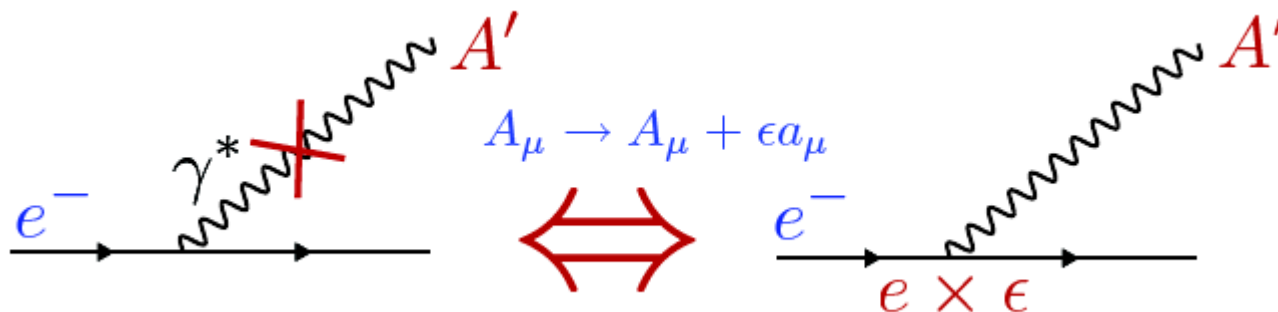 A′
γ*
e⁻
A_μ → A_μ + εa_μ
A′
e⁻
e × ε